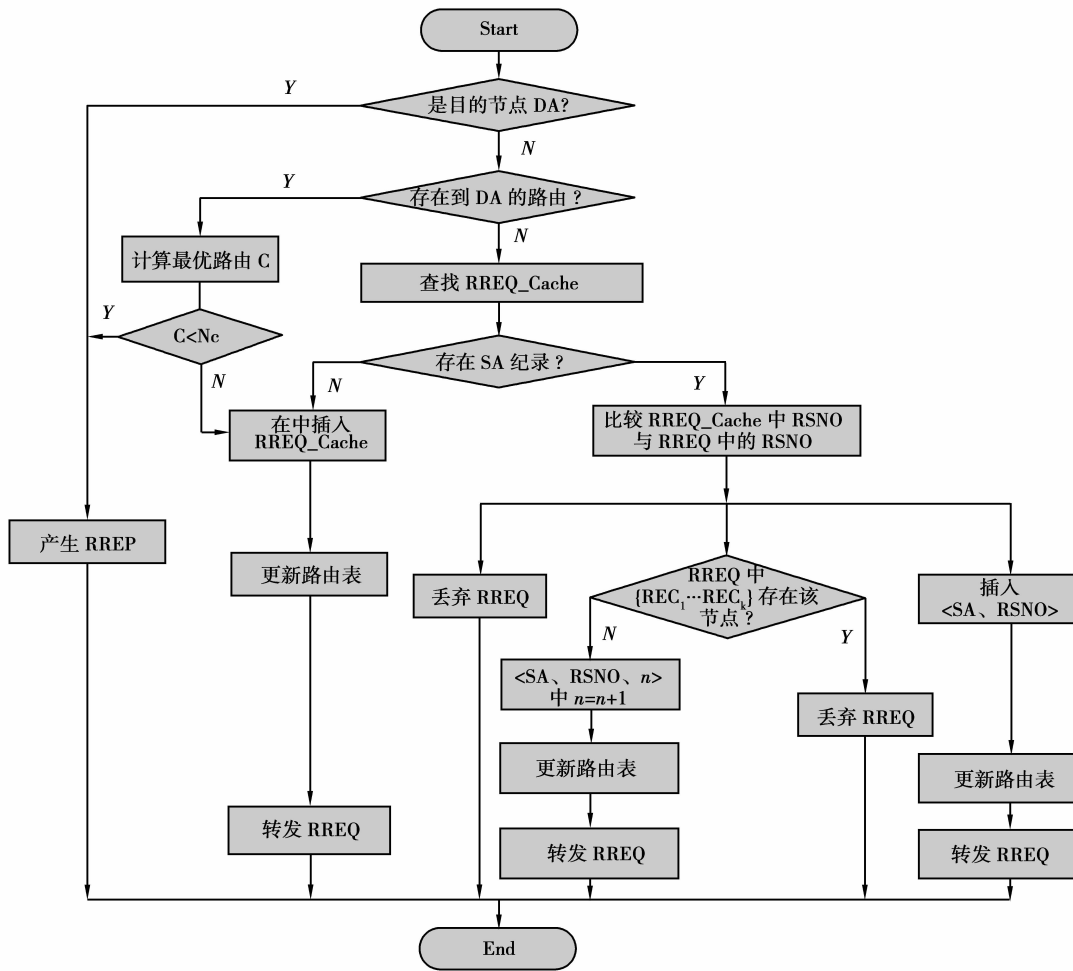 Start
Y
是目的节点 DA?
N
Y
存在到 DA 的路由？
N
计算最优路由 C
查找 RREQ_Cache
Y
C<Nc
存在 SA 纪录？
N
N
Y
在中插入
RREQ_Cache
比较 RREQ_Cache 中 RSNO
与 RREQ 中的 RSNO
产生 RREP
更新路由表
丢弃 RREQ
RREQ 中
{REC₁···RECₖ} 存在该
节点？
插入
<SA、RSNO>
N
Y
<SA、RSNO、n>
中 n=n+1
丢弃 RREQ
更新路由表
更新路由表
转发 RREQ
转发 RREQ
转发 RREQ
End